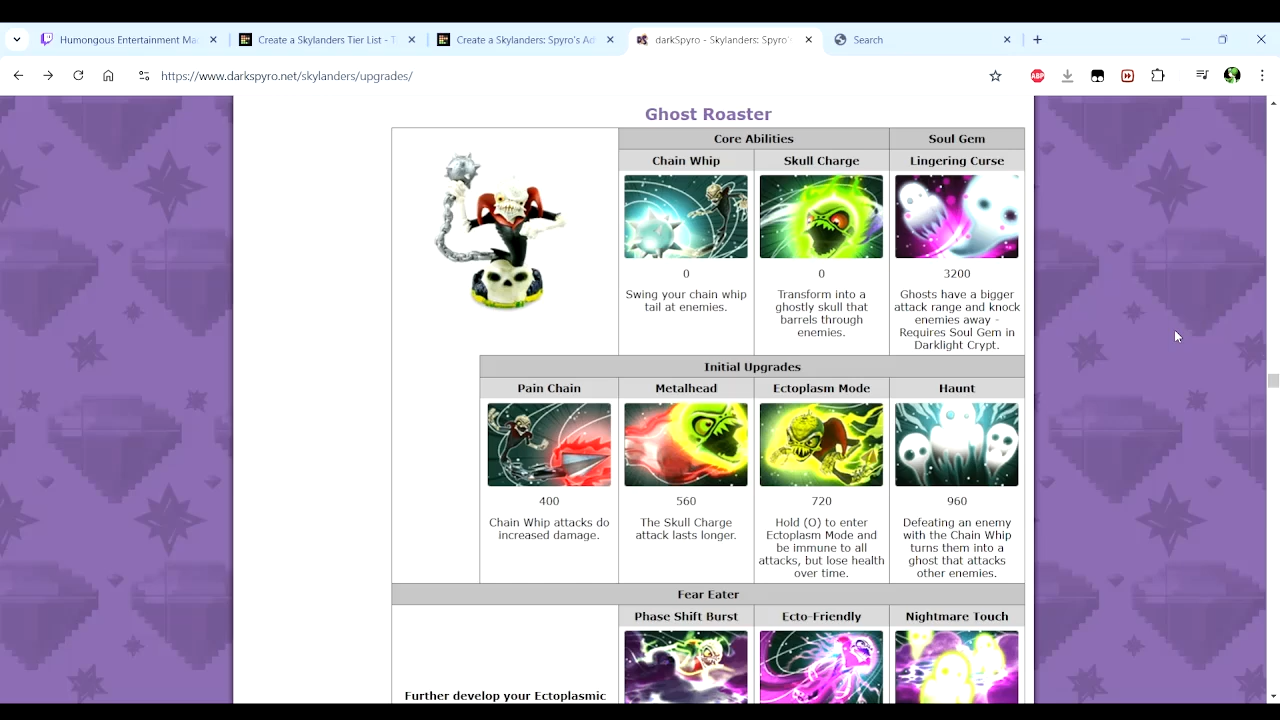 Humongous Entertainment Ma
Create a Skylanders Tier List - T
Create a Skylanders: Spyro's Ad
darkSpyro - Skylanders: Spyro'
Search
https://www.darkspyro.net/skylanders/upgrades/
ABP
Ghost Roaster
Core Abilities
Soul Gem
Chain Whip
Skull Charge
Lingering Curse
0
0
3200
Swing your chain whip
tail at enemies.
Transform into a
ghostly skull that
barrels through
enemies.
Ghosts have a bigger
attack range and knock
enemies away -
Requires Soul Gem in
Darklight Crypt.
Initial Upgrades
Pain Chain
Metalhead
Ectoplasm Mode
Haunt
400
560
720
960
Chain Whip attacks do
increased damage.
The Skull Charge
attack lasts longer.
Hold (O) to enter
Ectoplasm Mode and
be immune to all
attacks, but lose health
over time.
Defeating an enemy
with the Chain Whip
turns them into a
ghost that attacks
other enemies.
Fear Eater
Phase Shift Burst
Ecto-Friendly
Nightmare Touch
Further develop your Ectoplasmic